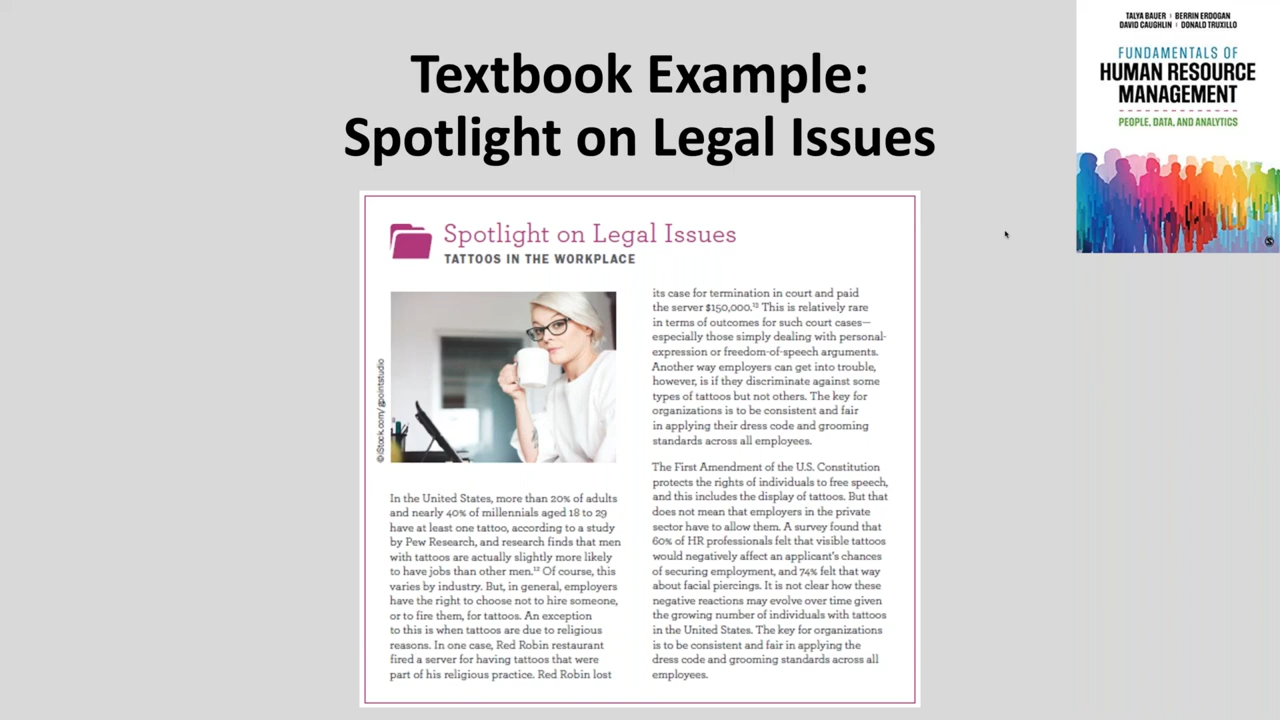 Textbook Example:
Spotlight on Legal Issues
TALYA BAUER | BERRIN ERDOGAN
DAVID CAUGHLIN | DONALD TRUXILLO
FUNDAMENTALS OF
HUMAN RESOURCE
MANAGEMENT
PEOPLE, DATA, AND ANALYTICS
Spotlight on Legal Issues
TATTOOS IN THE WORKPLACE
©iStock.com/gpointstudio
In the United States, more than 20% of adults
and nearly 40% of millennials aged 18 to 29
have at least one tattoo, according to a study
by Pew Research, and research finds that men
with tattoos are actually slightly more likely
to have jobs than other men.¹² Of course, this
varies by industry. But, in general, employers
have the right to choose not to hire someone,
or to fire them, for tattoos. An exception
to this is when tattoos are due to religious
reasons. In one case, Red Robin restaurant
fired a server for having tattoos that were
part of his religious practice. Red Robin lost
its case for termination in court and paid
the server $150,000.¹³ This is relatively rare
in terms of outcomes for such court cases—
especially those simply dealing with personal-
expression or freedom-of-speech arguments.
Another way employers can get into trouble,
however, is if they discriminate against some
types of tattoos but not others. The key for
organizations is to be consistent and fair
in applying their dress code and grooming
standards across all employees.
The First Amendment of the U.S. Constitution
protects the rights of individuals to free speech,
and this includes the display of tattoos. But that
does not mean that employers in the private
sector have to allow them. A survey found that
60% of HR professionals felt that visible tattoos
would negatively affect an applicant's chances
of securing employment, and 74% felt that way
about facial piercings. It is not clear how these
negative reactions may evolve over time given
the growing number of individuals with tattoos
in the United States. The key for organizations
is to be consistent and fair in applying the
dress code and grooming standards across all
employees.